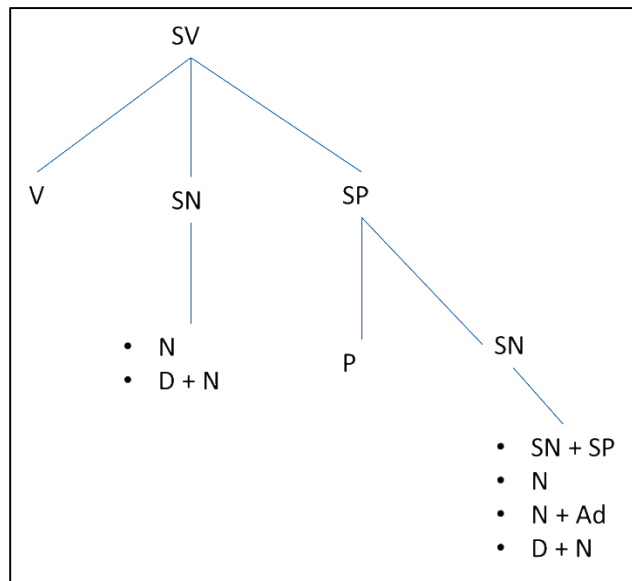 SV
V SN SP
• N
• D + N
P
SN
• SN + SP
• N
• N + Ad
• D + N